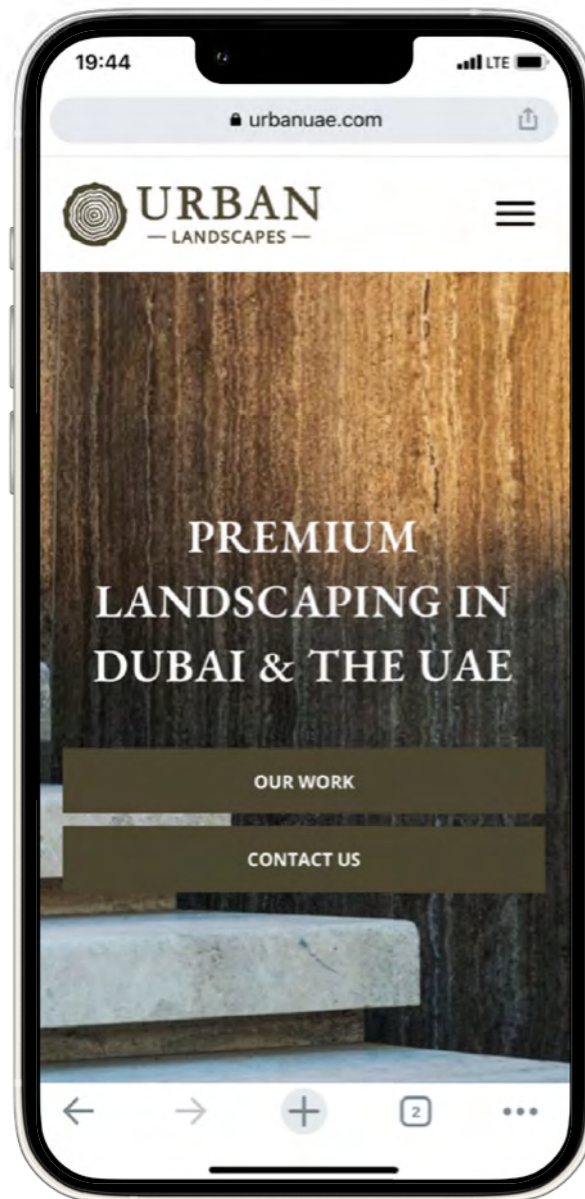 19:44
LTE
urbanuae.com
URBAN
— LANDSCAPES —
PREMIUM
LANDSCAPING IN
DUBAI & THE UAE
OUR WORK
CONTACT US
2